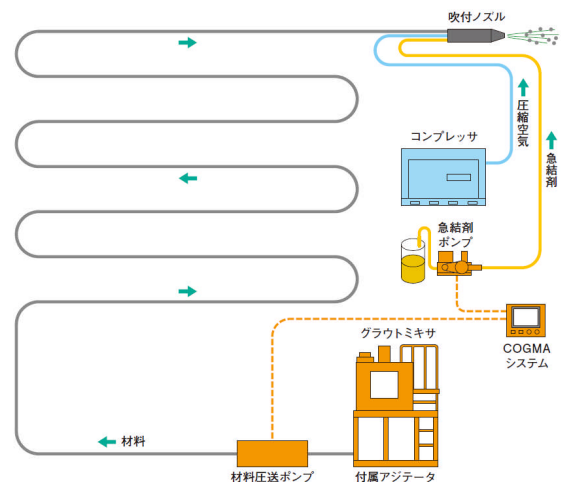 吹付ノズル
コンプレッサ
圧縮空気
急結剤
急結剤
ポンプ
グラウトミキサ
COGMA
システム
材料
材料圧送ポンプ
付属アジテータ